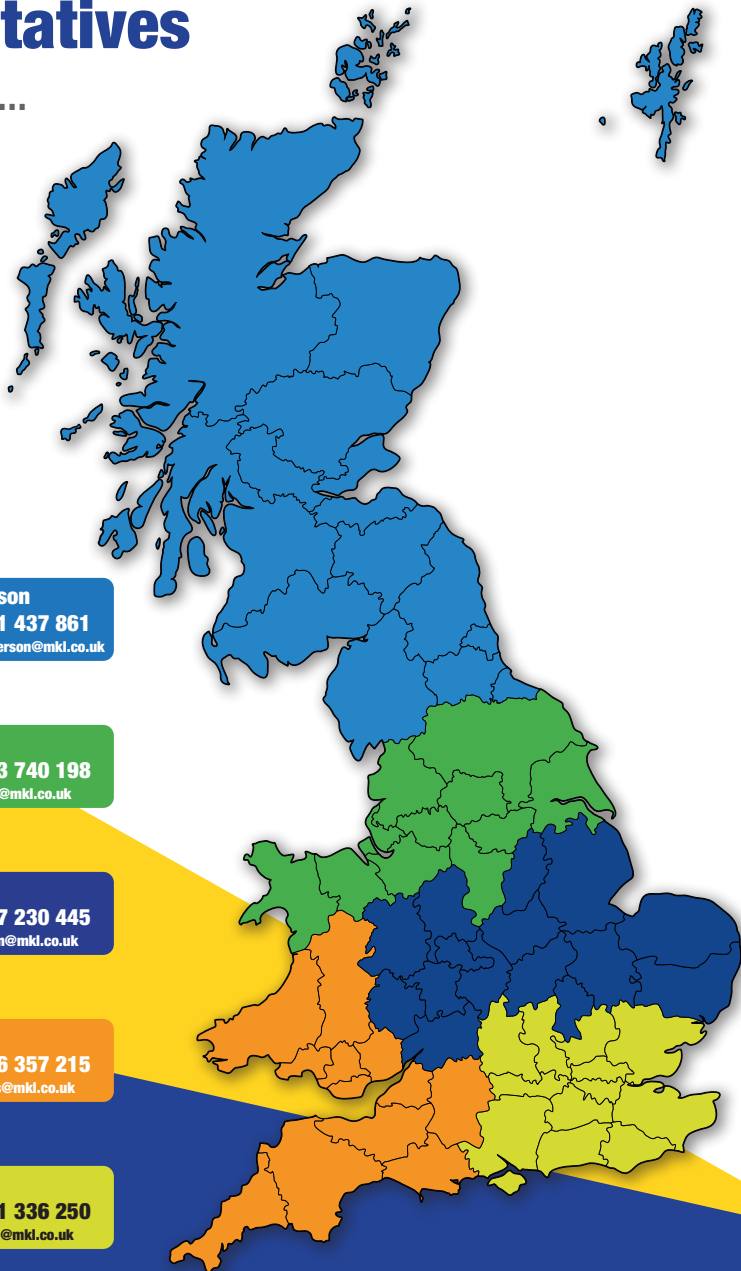 tatives
...
son
1 437 861
erson@mkl.co.uk
3 740 198
@mkl.co.uk
7 230 445
n@mkl.co.uk
6 357 215
s@mkl.co.uk
1 336 250
@mkl.co.uk